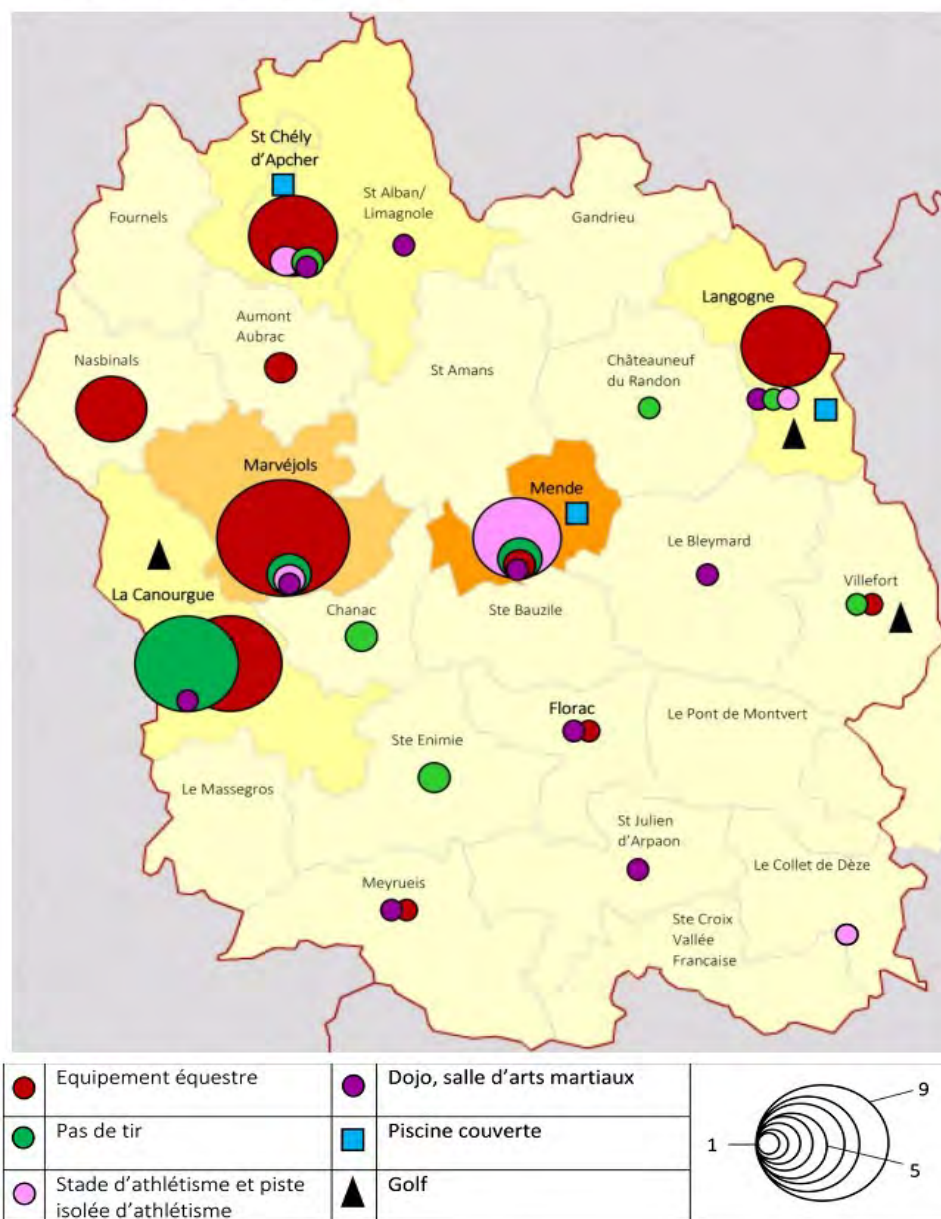 St Chély
d'Apcher
St Alban/
Limagnole
Fournels
Gandrieu
Langogne
Aumont
Aubrac
Nasbinals
St Amans
Châteauneuf
du Randon
Marvéjols
Mende
Le Bleymard
Villefort
La Canourgue
Chanac
Ste Bauzile
Florac
Le Pont de Montvert
Ste Enimie
Le Massegros
St Julien
d'Arpaon
Le Collet de Dèze
Meyrueis
Ste Croix
Vallée
Française
Equipement équestre
Dojo, salle d'arts martiaux
9
Pas de tir
Piscine couverte
1
5
Stade d'athlétisme et piste
isolée d'athlétisme
Golf